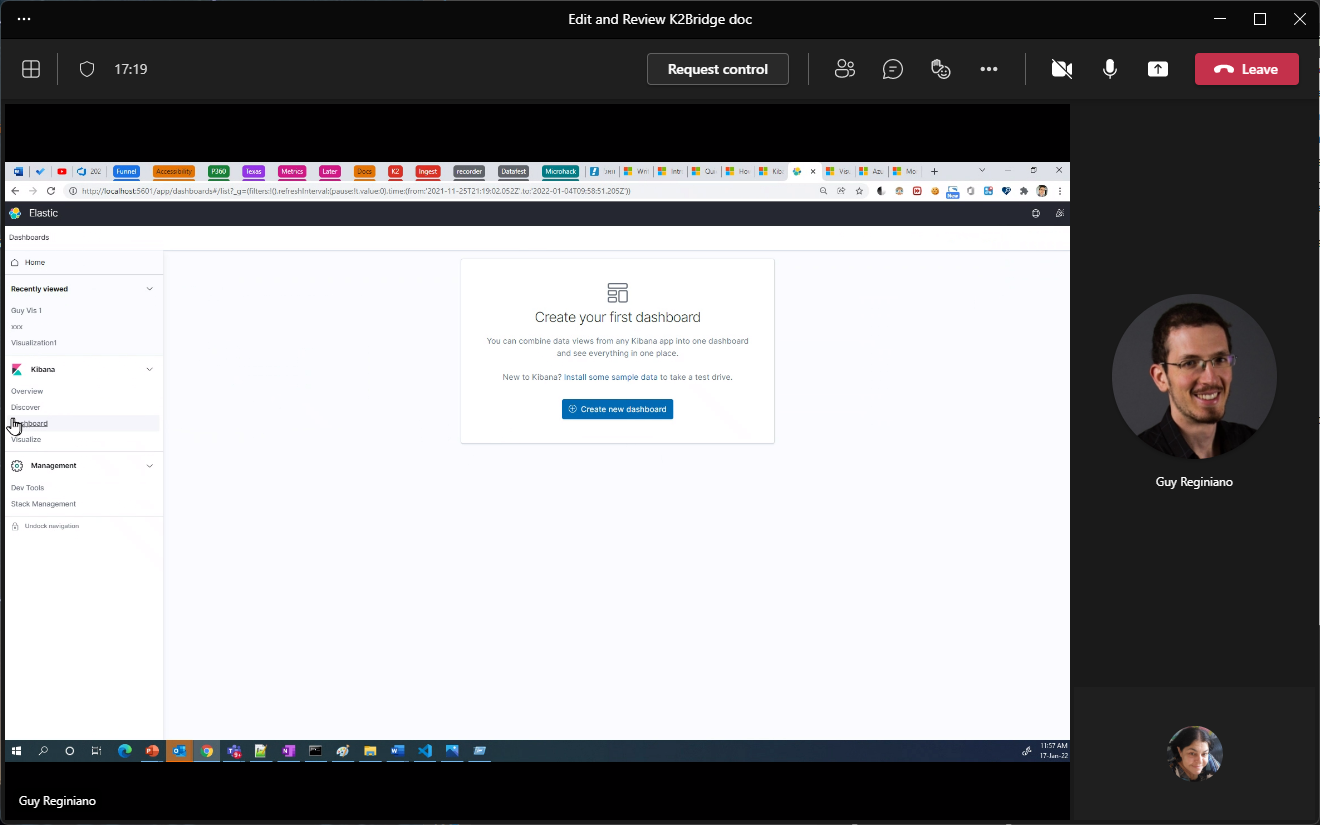 Edit and Review K2Bridge doc
17:19
Request control
Leave
202
Funnel
Accessibility
P360
Texas
Metrics
Later
Docs
K2
Ingest
recorder
Datafest
Microhack
Wri
Intr
Qui
Kib
Vis
Azu
Mo
http://localhost:5601/app/dashboards#/list?_g=(filters:!(),refreshInterval:(pause:!t,value:0),time:(from:'2021-11-25T21:19:02.052Z',to:'2022-01-04T09:58:51.205Z'))
New
Elastic
Dashboards
Home
Recently viewed
Guy Vis 1
xxx
Visualization1
Kibana
Overview
Discover
Dashboard
Visualize
Management
Dev Tools
Stack Management
Undock navigation
Create your first dashboard
You can combine data views from any Kibana app into one dashboard
and see everything in one place.
New to Kibana? Install some sample data to take a test drive.
Create new dashboard
11:57 AM
17-Jan-22
Guy Reginiano
Guy Reginiano